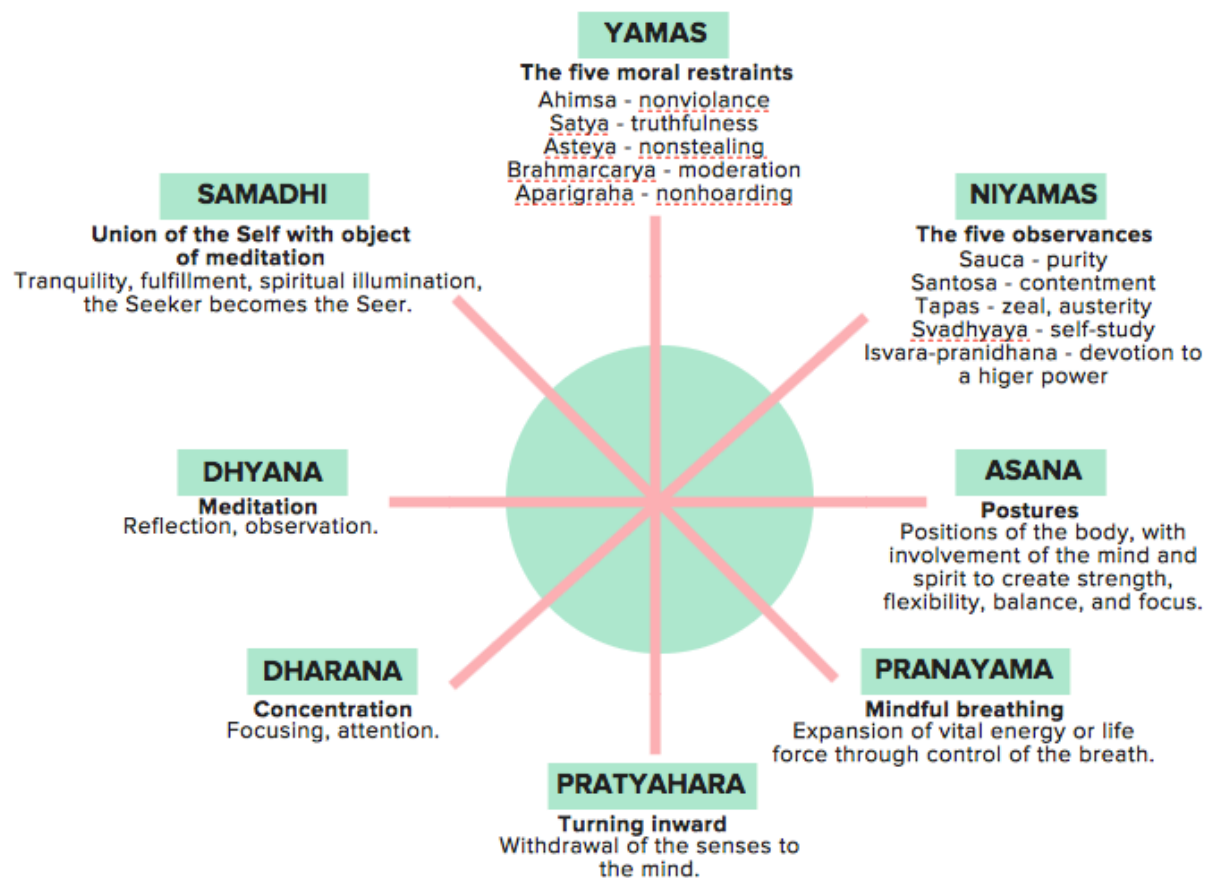 YAMAS
The five moral restraints
Ahimsa - nonviolance
Satya - truthfulness
Asteya - nonstealing
Brahmarcarya - moderation
Aparigraha - nonhoarding
NIYAMAS
The five observances
Sauca - purity
Santosa - contentment
Tapas - zeal, austerity
Svadhyaya - self-study
Isvara-pranidhana - devotion to
a higer power
ASANA
Postures
Positions of the body, with
involvement of the mind and
spirit to create strength,
flexibility, balance, and focus.
PRANAYAMA
Mindful breathing
Expansion of vital energy or life
force through control of the breath.
PRATYAHARA
Turning inward
Withdrawal of the senses to
the mind.
DHARANA
Concentration
Focusing, attention.
DHYANA
Meditation
Reflection, observation.
SAMADHI
Union of the Self with object
of meditation
Tranquility, fulfillment, spiritual illumination,
the Seeker becomes the Seer.